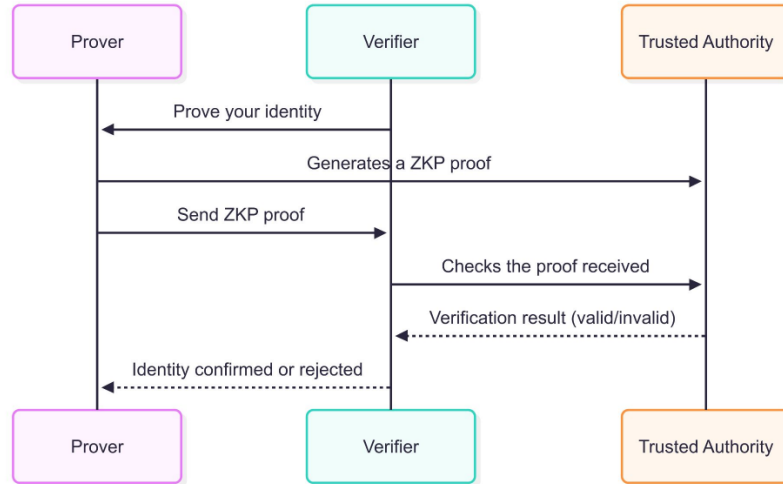 Prover
Verifier
Trusted Authority
Prove your identity
Generates a ZKP proof
Send ZKP proof
Checks the proof received
Verification result (valid/invalid)
Identity confirmed or rejected
Prover
Verifier
Trusted Authority